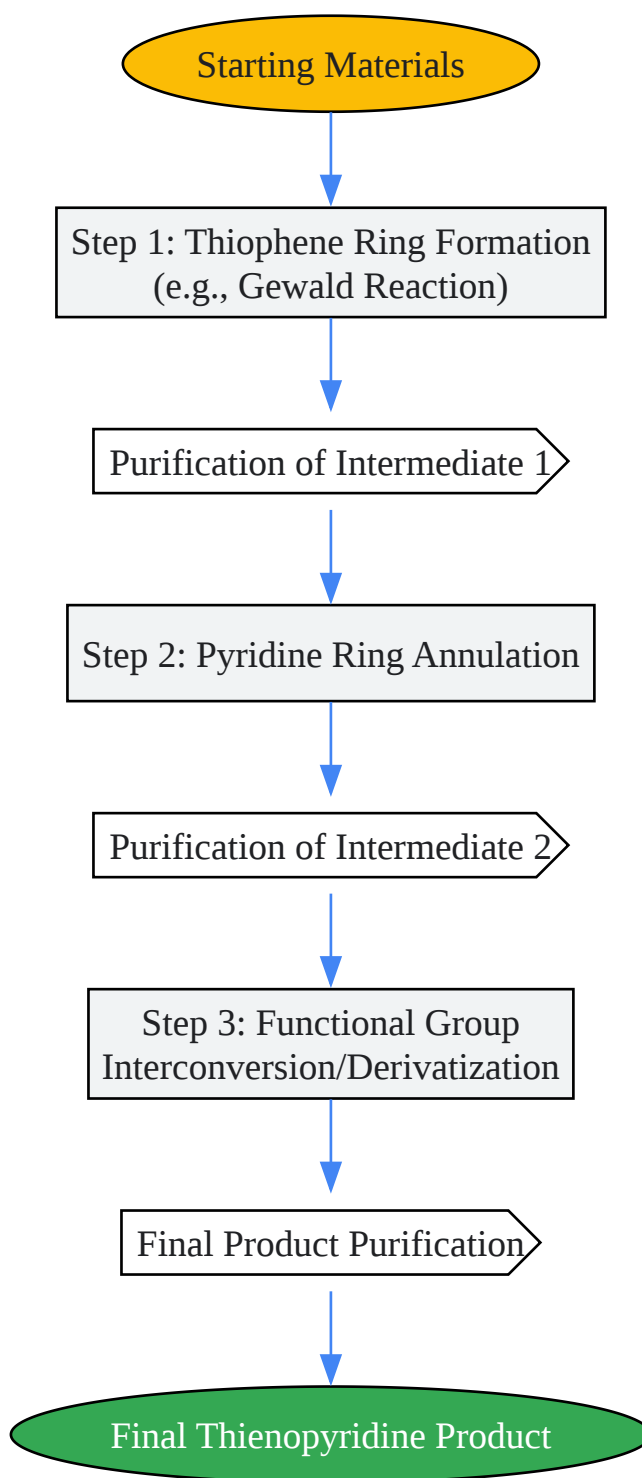 Starting Materials
Step 1: Thiophene Ring Formation
(e.g., Gewald Reaction)
Purification of Intermediate 1
Step 2: Pyridine Ring Annulation
Purification of Intermediate 2
Step 3: Functional Group
Interconversion/Derivatization
Final Product Purification
Final Thienopyridine Product